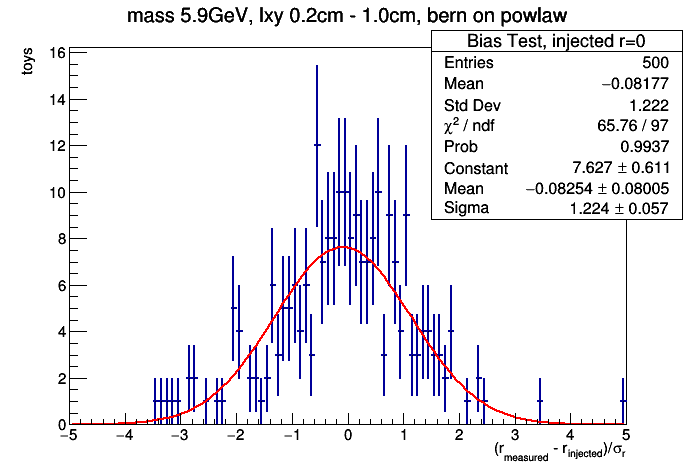 mass 5.9GeV, lxy 0.2cm - 1.0cm, bern on powlaw
Bias Test, injected r=0
Entries 500
Mean −0.08177
Std Dev 1.222
χ² / ndf 65.76 / 97
Prob 0.9937
Constant 7.627 ± 0.611
Mean −0.08254 ± 0.08005
Sigma 1.224 ± 0.057
toys
16
14
12
10
8
6
4
2
0
−5 −4 −3 −2 −1 0 1 2 3 4 5
(r_measured - r_injected)/σ_r